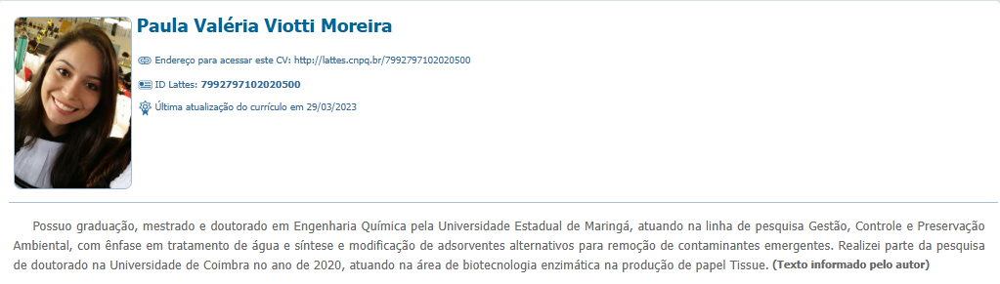 Paula Valéria Viotti Moreira
Endereço para acessar este CV: http://lattes.cnpq.br/7992797102020500
ID Lattes: 7992797102020500
Última atualização do currículo em 29/03/2023
Possuo graduação, mestrado e doutorado em Engenharia Química pela Universidade Estadual de Maringá, atuando na linha de pesquisa Gestão, Controle e Preservação
Ambiental, com ênfase em tratamento de água e síntese e modificação de adsorventes alternativos para remoção de contaminantes emergentes. Realizei parte da pesquisa
de doutorado na Universidade de Coimbra no ano de 2020, atuando na área de biotecnologia enzimática na produção de papel Tissue. (Texto informado pelo autor)